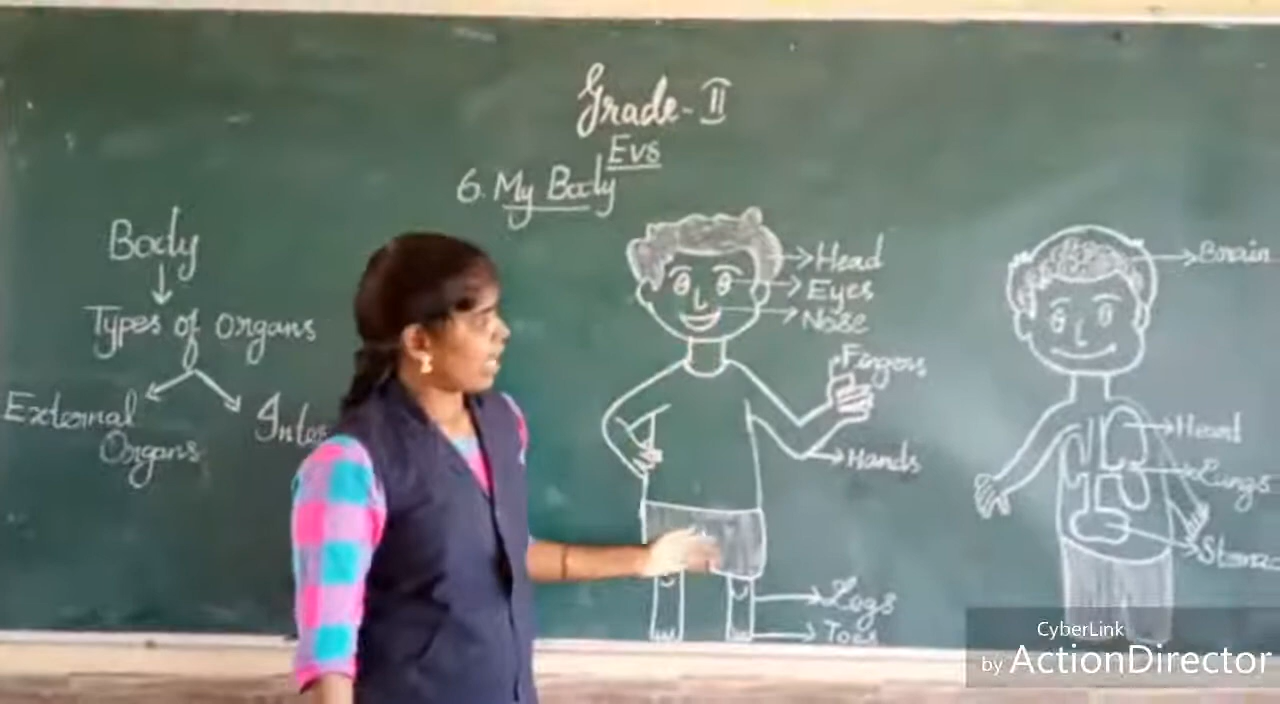 Grade-II
Evs
6. My Body
Body
Types of Organs
External
Organs
Head
Eyes
Nose
Fingers
Hands
Legs
Toes
Brain
Heart
Lungs
CyberLink
by ActionDirector